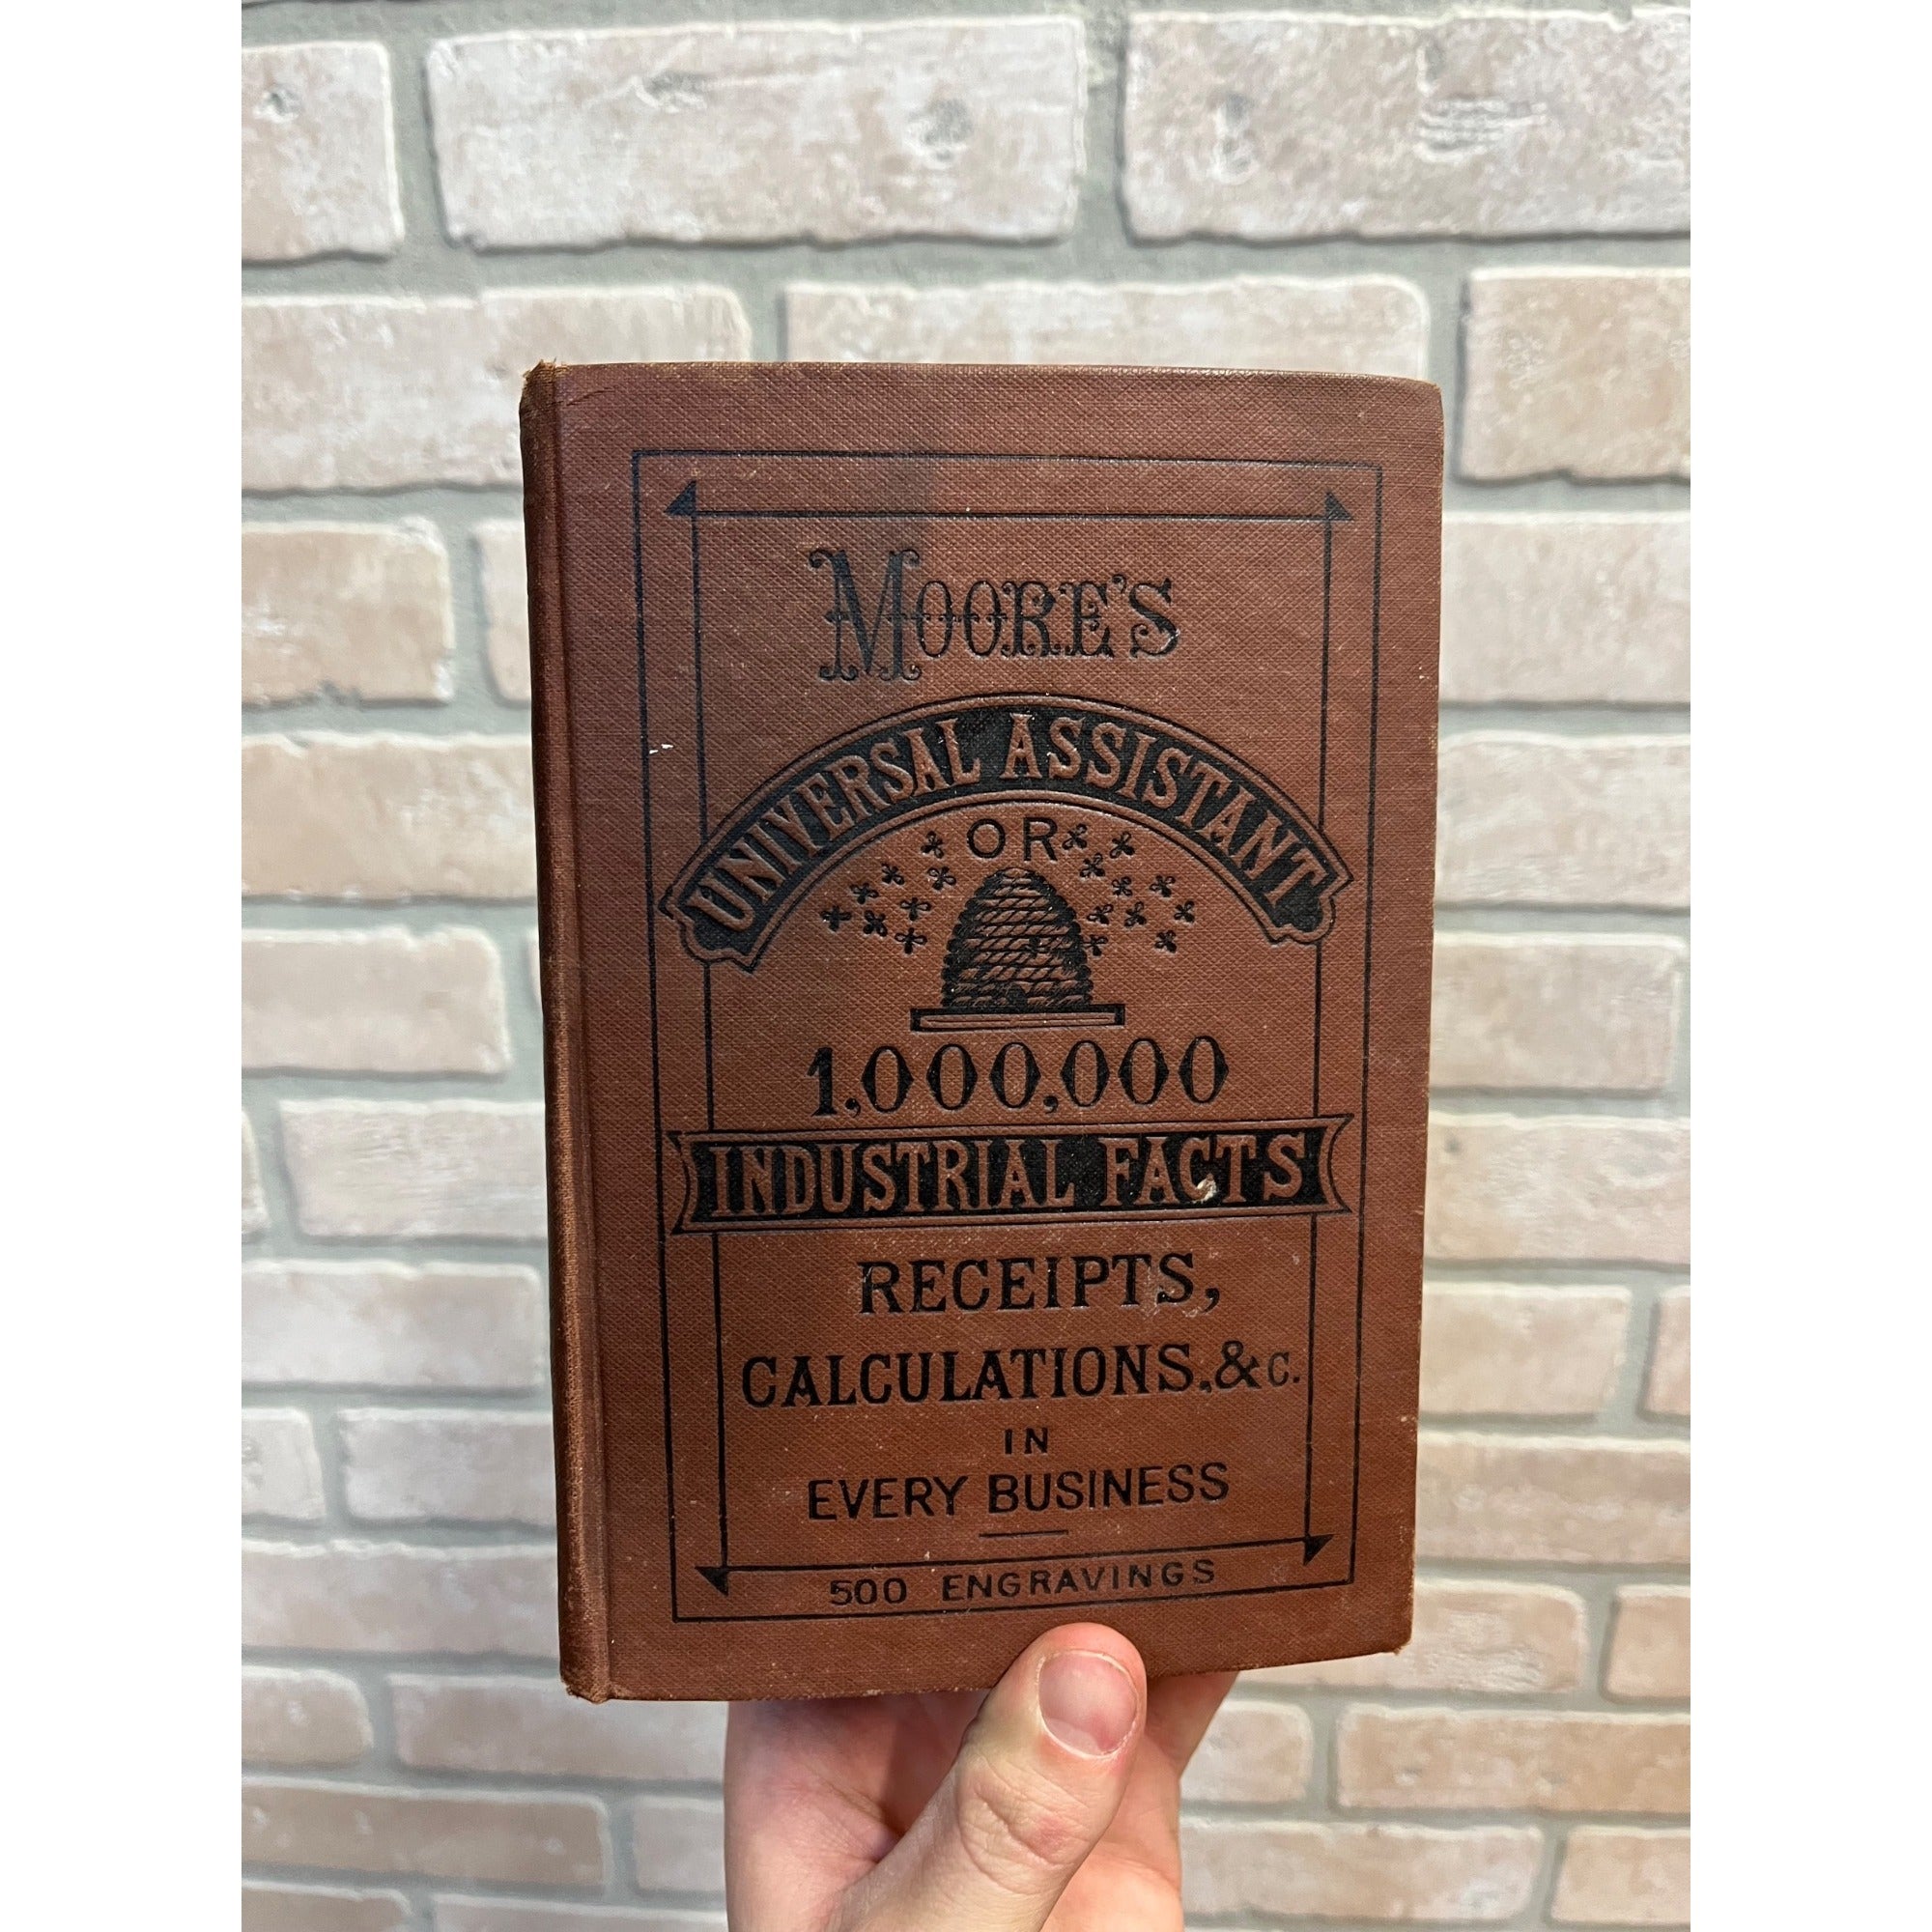 MOORE'S
UNIVERSAL ASSISTANT
OR
1,000,000
INDUSTRIAL FACTS
RECEIPTS,
CALCULATIONS, &C.
IN
EVERY BUSINESS
500 ENGRAVINGS